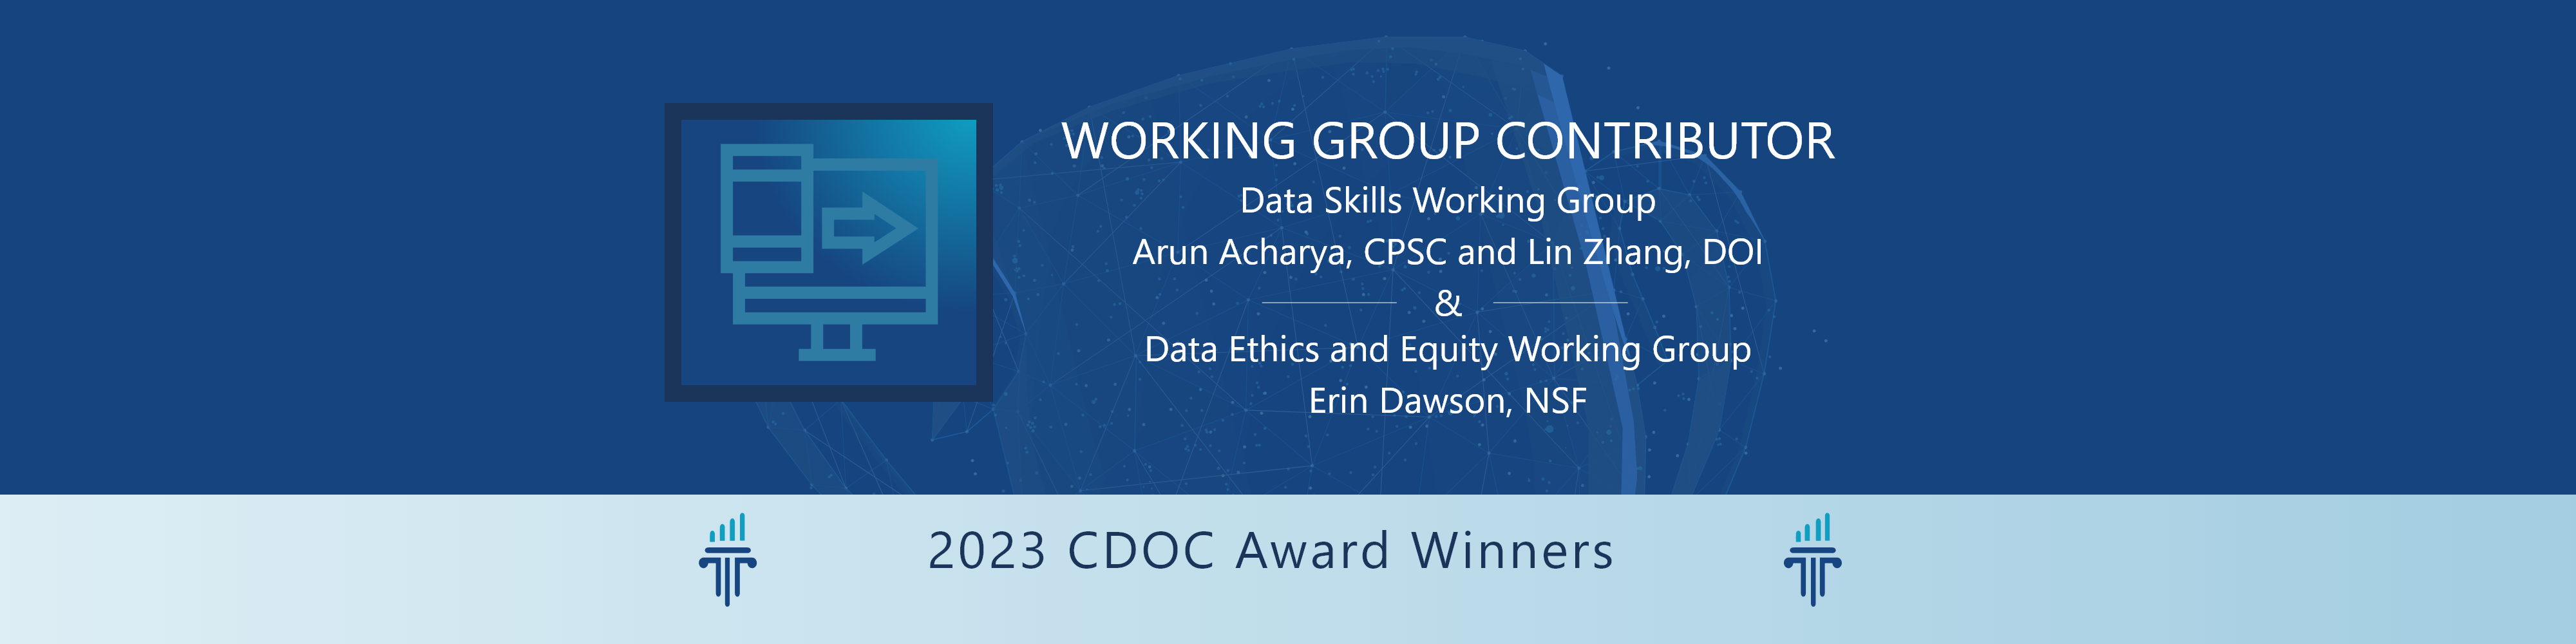 WORKING GROUP CONTRIBUTOR
Data Skills Working Group
Arun Acharya, CPSC and Lin Zhang, DOI
&
Data Ethics and Equity Working Group
Erin Dawson, NSF
2023 CDOC Award Winners